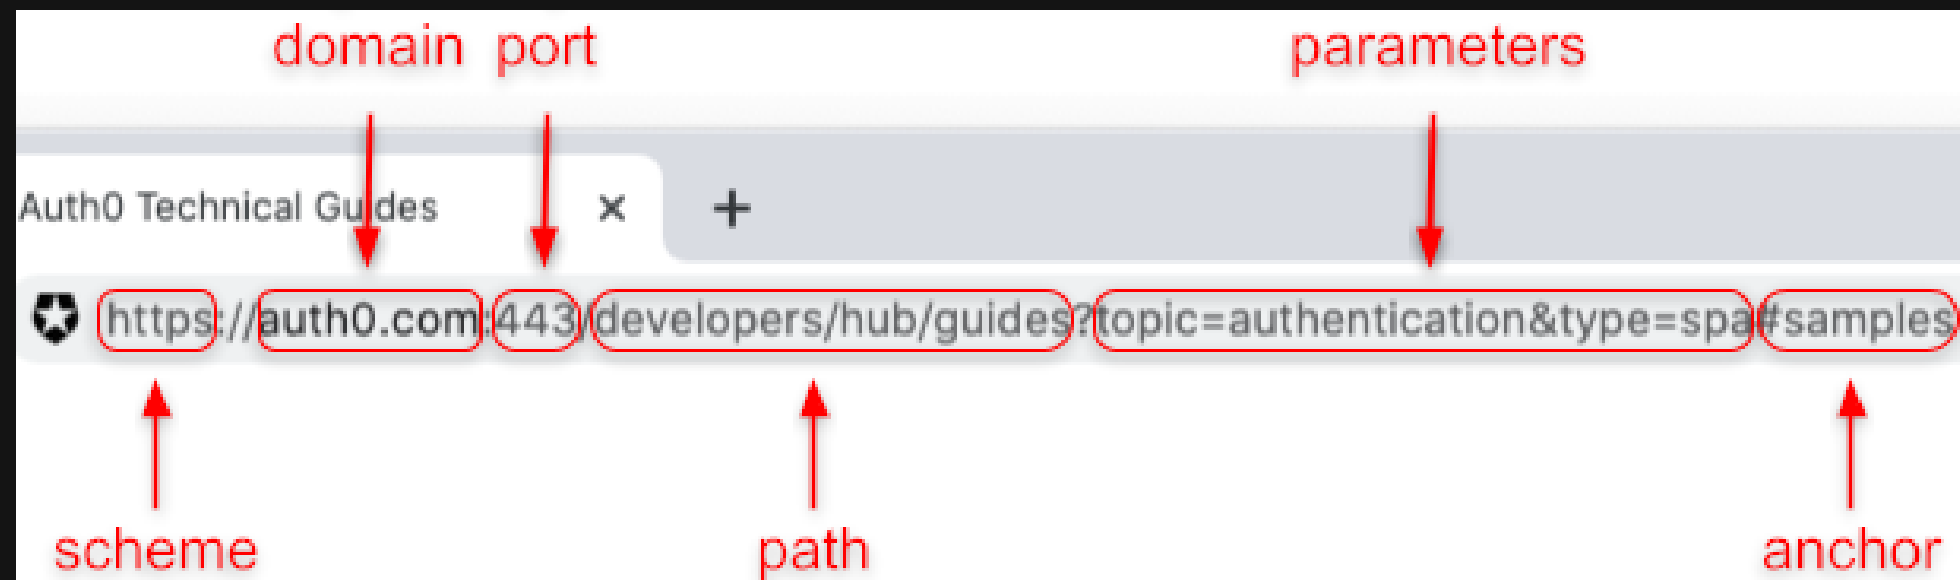 domain port parameters
Auth0 Technical Guides × +
https://auth0.com:443/developers/hub/guides?topic=authentication&type=spa#samples
scheme path anchor